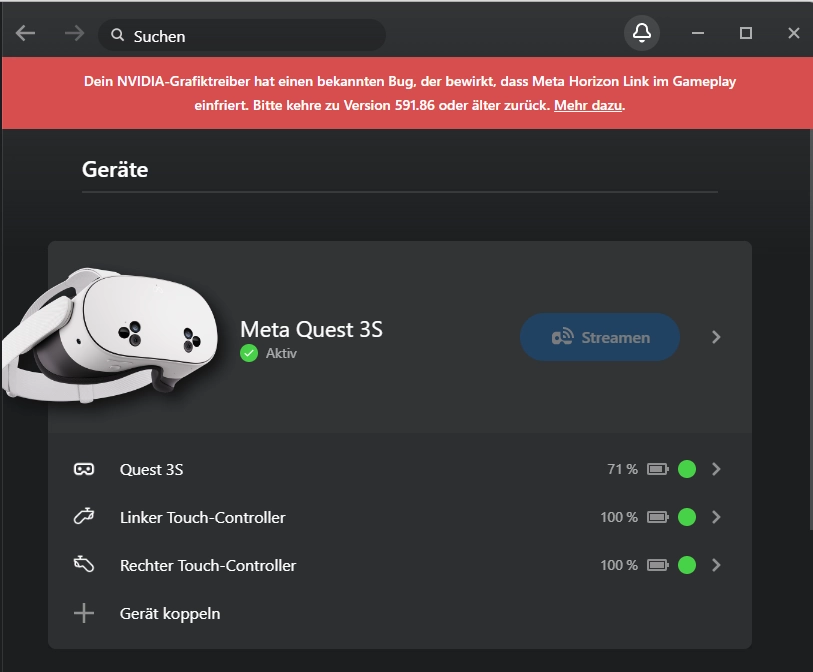 Suchen
Dein NVIDIA-Grafiktreiber hat einen bekannten Bug, der bewirkt, dass Meta Horizon Link im Gameplay
einfriert. Bitte kehre zu Version 591.86 oder älter zurück. Mehr dazu.
Geräte
Meta Quest 3S
Aktiv
Streamen
Quest 3S 71 %
Linker Touch-Controller 100 %
Rechter Touch-Controller 100 %
Gerät koppeln